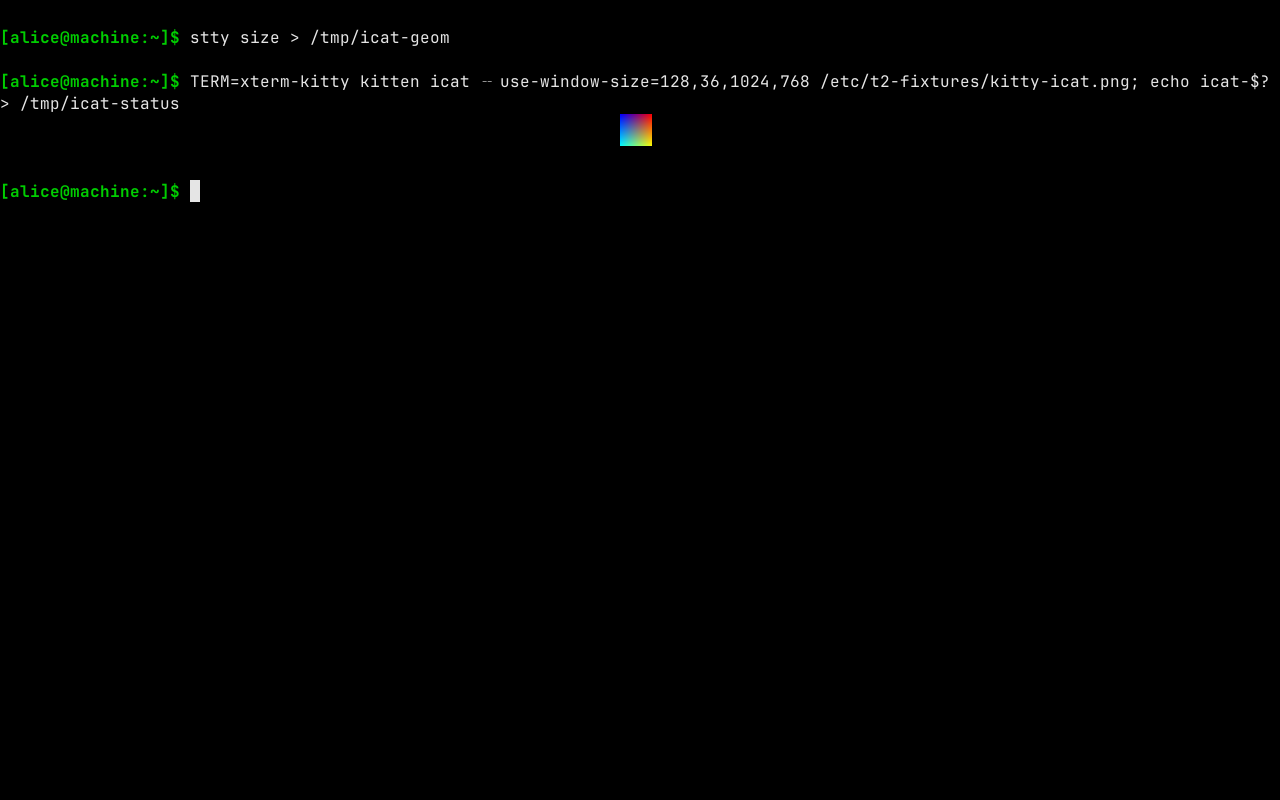 [alice@machine:~]$ stty size > /tmp/icat-geom
[alice@machine:~]$ TERM=xterm-kitty kitten icat --use-window-size=128,36,1024,768 /etc/t2-fixtures/kitty-icat.png; echo icat-$?
> /tmp/icat-status
[alice@machine:~]$